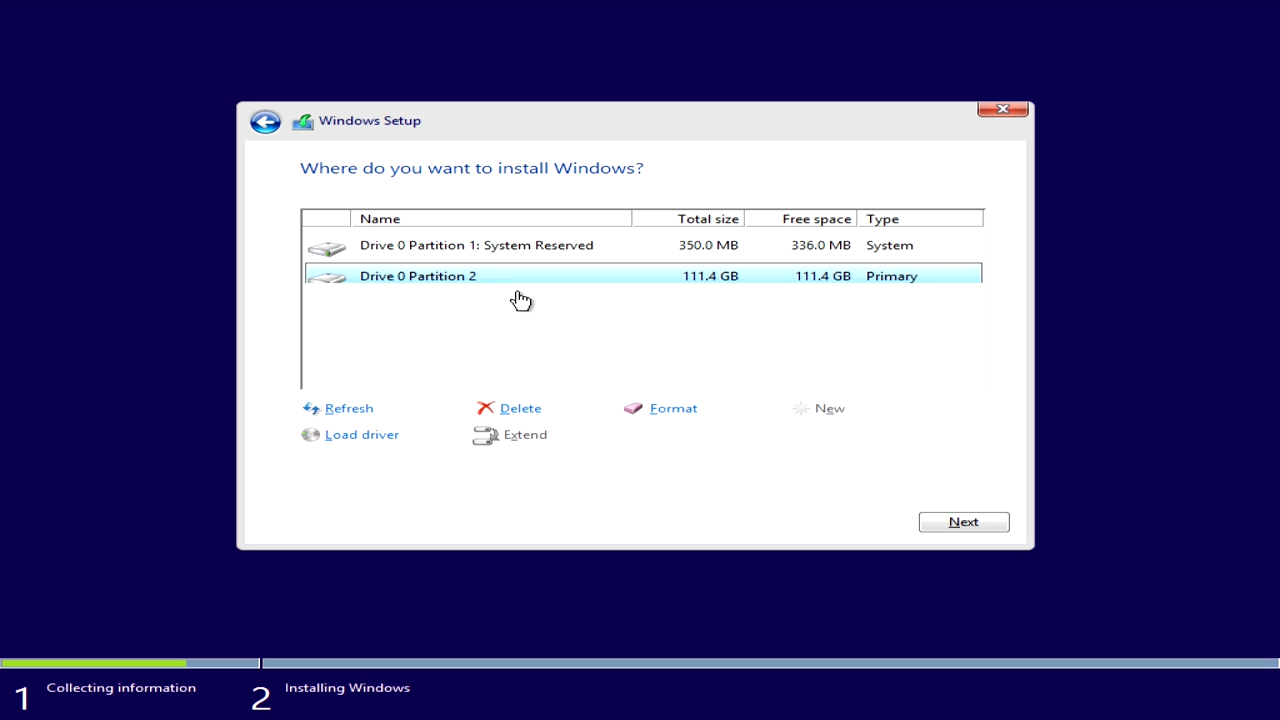 Windows Setup
Where do you want to install Windows?
Name Total size Free space Type
Drive 0 Partition 1: System Reserved 350.0 MB 336.0 MB System
Drive 0 Partition 2 111.4 GB 111.4 GB Primary
Refresh Delete Format New
Load driver Extend
Next
1 Collecting information 2 Installing Windows